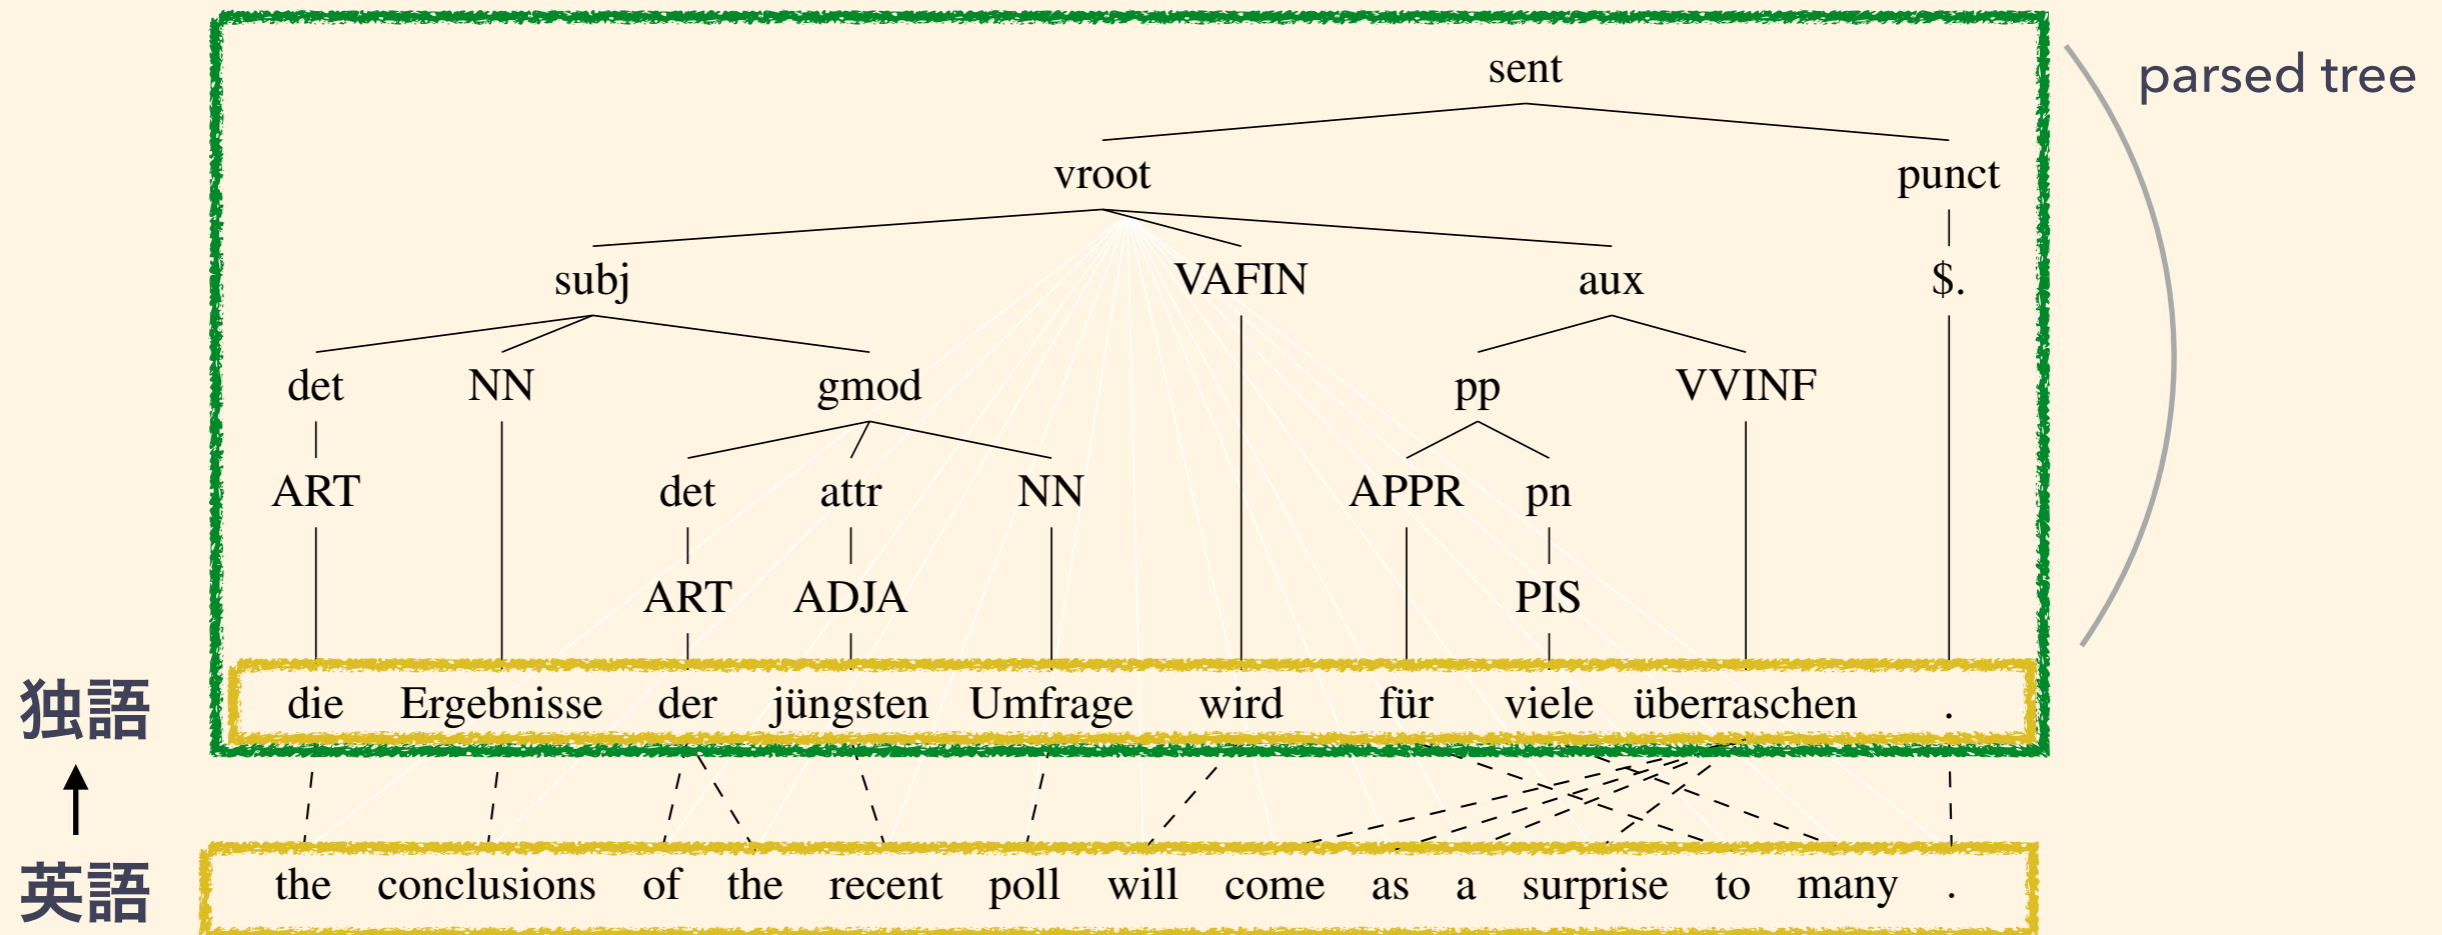 sent
parsed tree
vroot punct
subj VAFIN aux $.
det NN gmod pp VVINF
ART det attr NN APPR pn
ART ADJA PIS
独語 die Ergebnisse der jüngsten Umfrage wird für viele überraschen .
英語 the conclusions of the recent poll will come as a surprise to many .